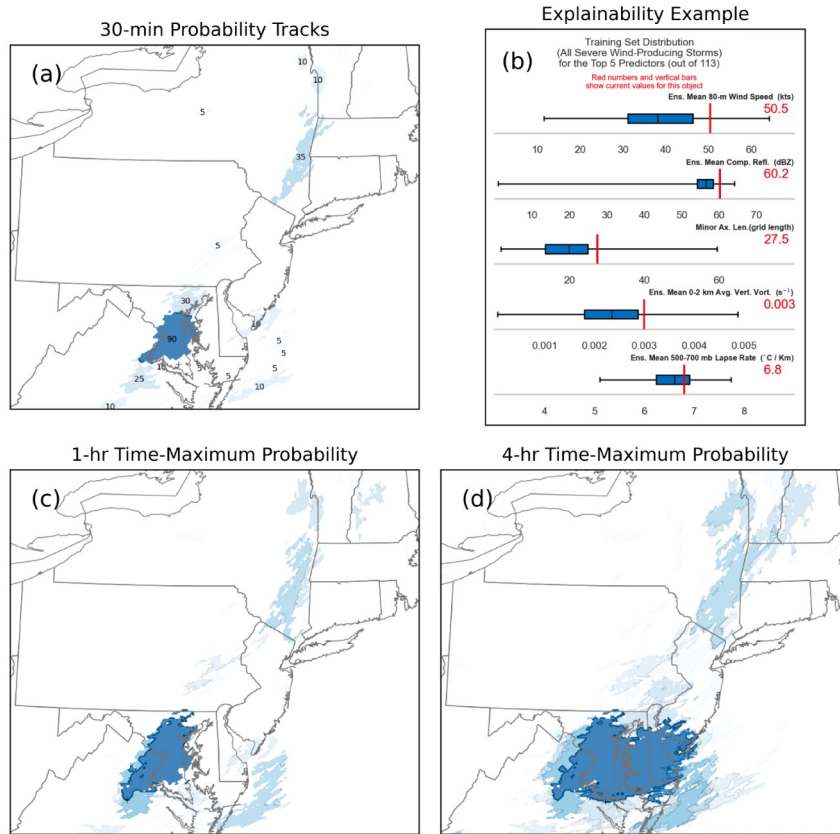 30-min Probability Tracks
(a)
10
10
5
35
5
30
90
10
5
5
5
10
5
25
10
10
Explainability Example
(b)
Training Set Distribution
(All Severe Wind-Producing Storms)
for the Top 5 Predictors (out of 113)
Red numbers and vertical bars
show current values for this object
Ens. Mean 80-m Wind Speed (kts)
50.5
10 20 30 40 50 60
Ens. Mean Comp. Refl. (dBZ)
60.2
10 20 30 40 50 60 70
Minor Ax. Len.(grid length)
27.5
20 40 60
Ens. Mean 0-2 km Avg. Vert. Vort. (s⁻¹)
0.003
0.001 0.002 0.003 0.004 0.005
Ens. Mean 500-700 mb Lapse Rate (°C / Km)
6.8
4 5 6 7 8
1-hr Time-Maximum Probability
(c)
4-hr Time-Maximum Probability
(d)